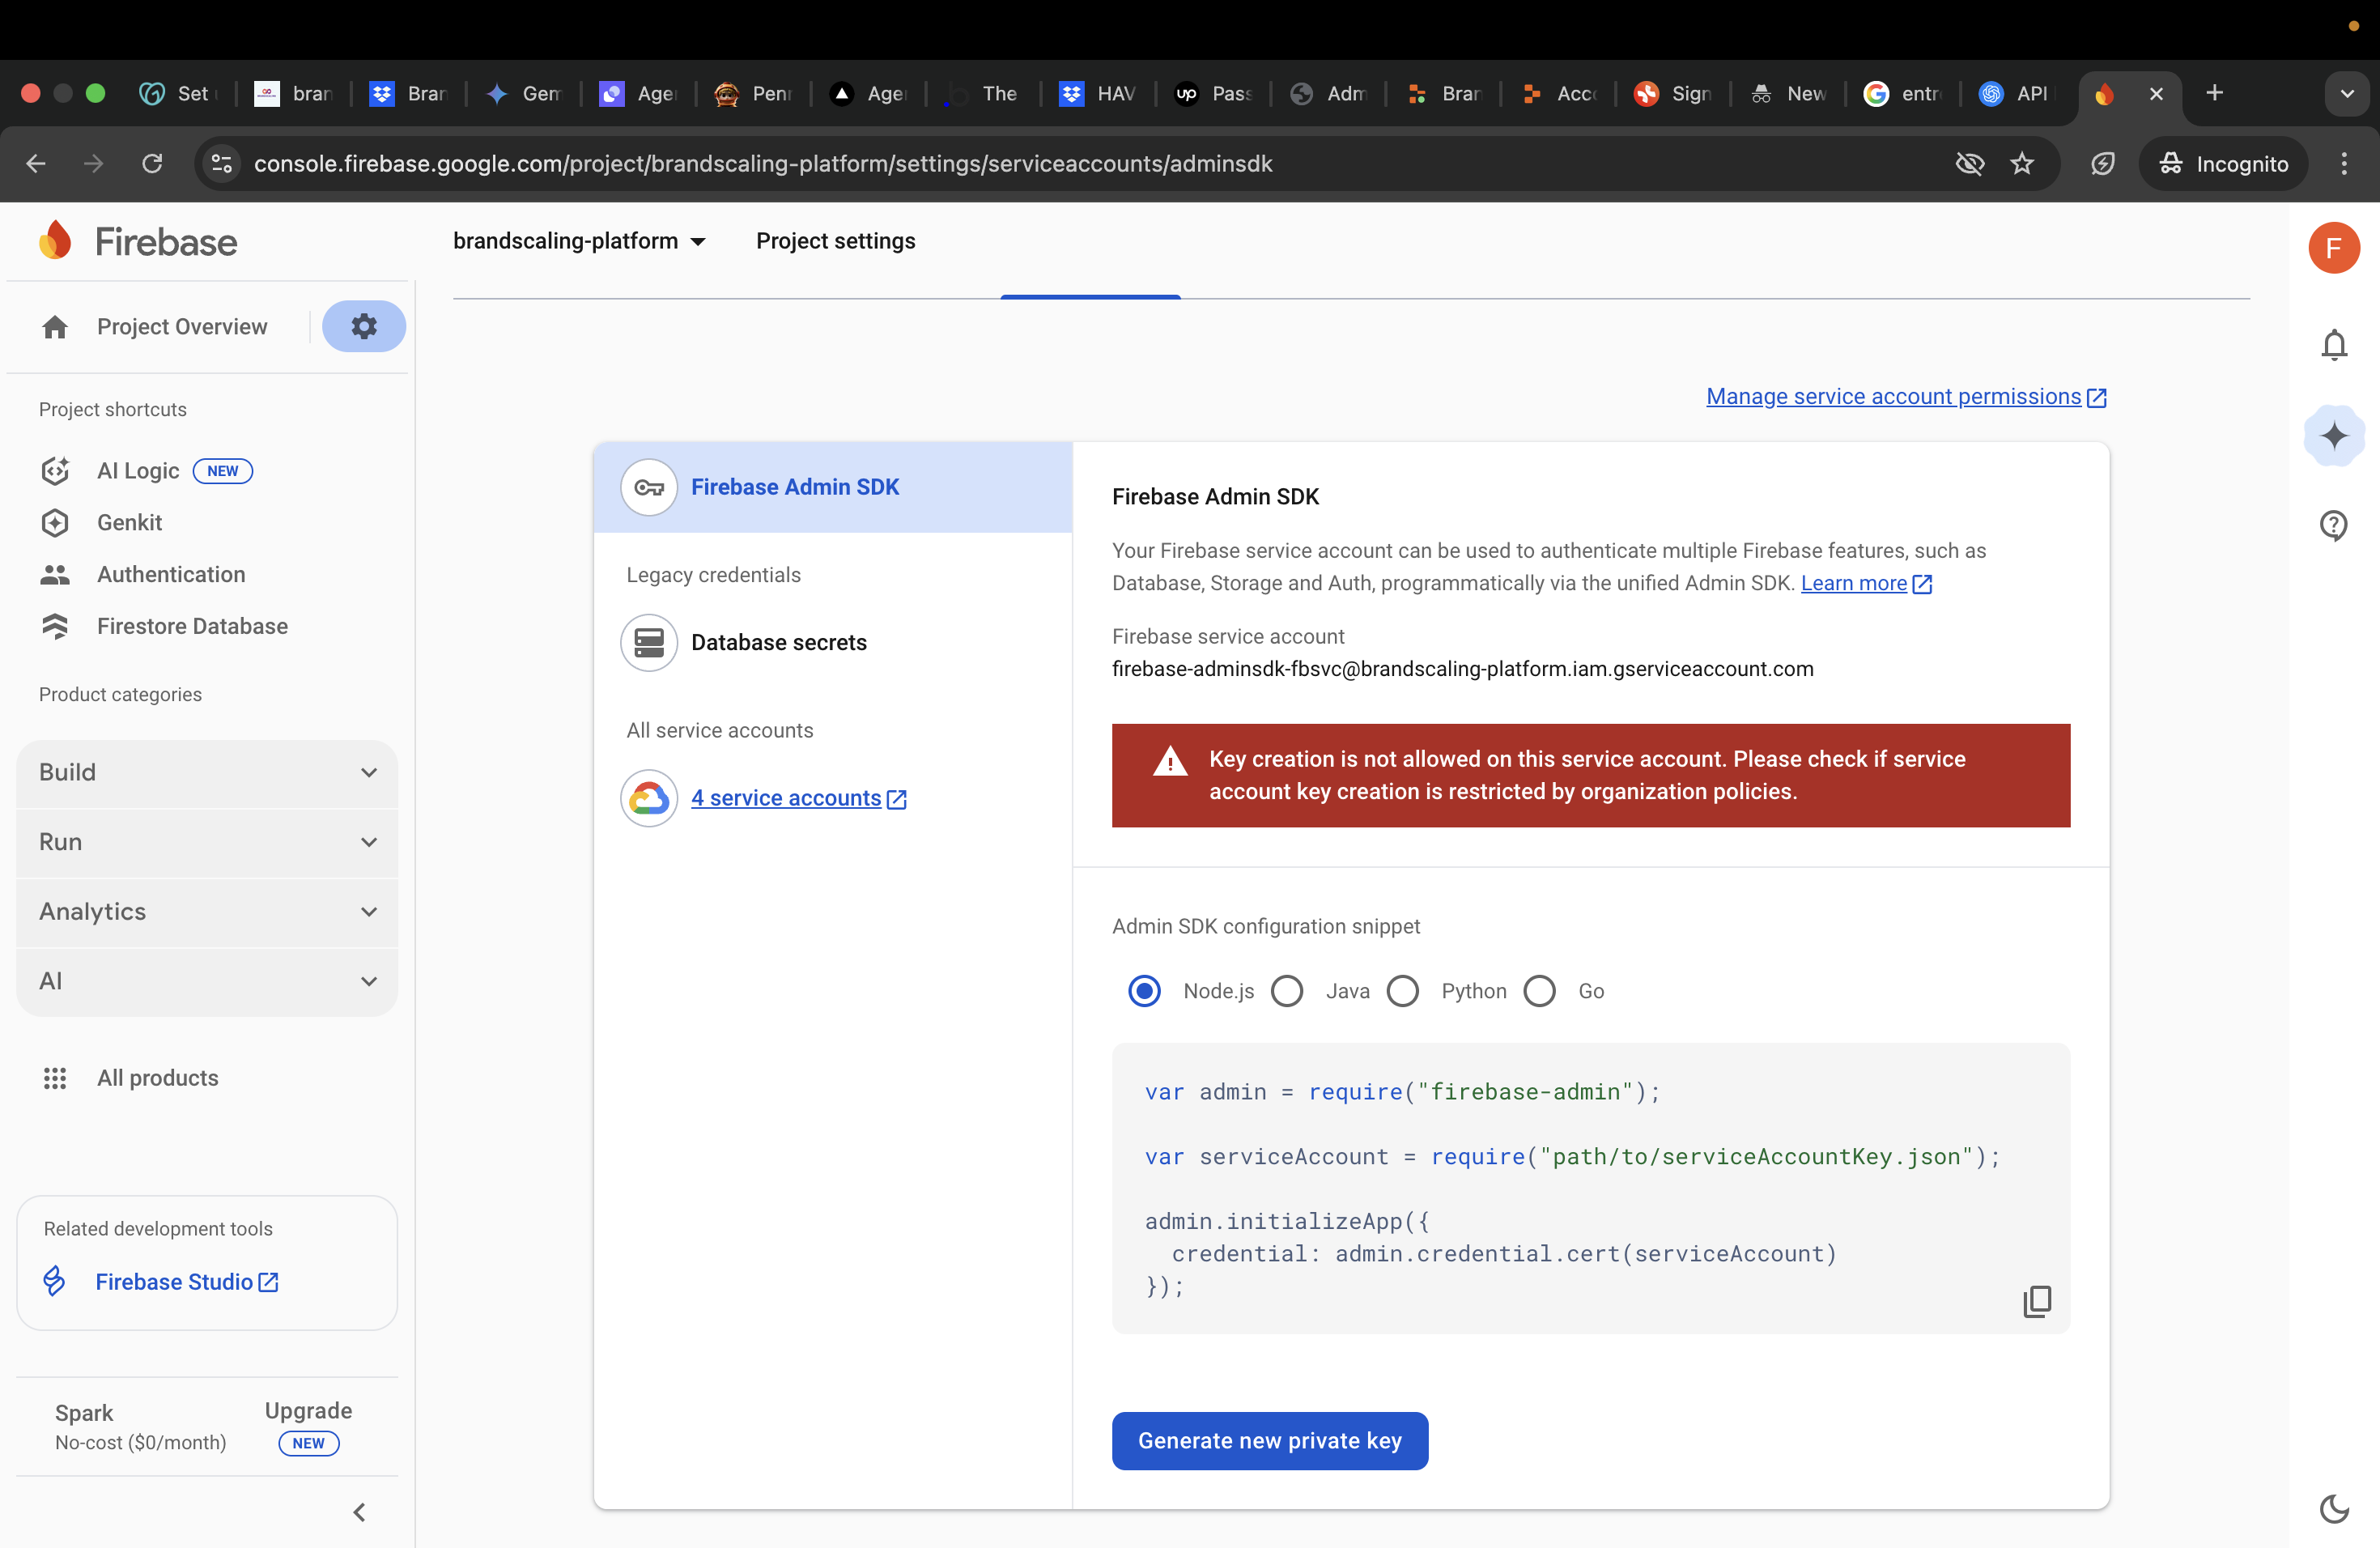 Set
bran
Bran
Gem
Age
Penn
Age
The
HAV
up
Pass
Adm
Bran
Acco
Sign
New
entr
API
console.firebase.google.com/project/brandscaling-platform/settings/serviceaccounts/adminsdk
Incognito
Firebase
brandscaling-platform
Project settings
F
Project Overview
Project shortcuts
AI Logic NEW
Genkit
Authentication
Firestore Database
Product categories
Build
Run
Analytics
AI
All products
Related development tools
Firebase Studio
Spark
No-cost ($0/month)
Upgrade
NEW
Manage service account permissions
Firebase Admin SDK
Legacy credentials
Database secrets
All service accounts
4 service accounts
Firebase Admin SDK
Your Firebase service account can be used to authenticate multiple Firebase features, such as
Database, Storage and Auth, programmatically via the unified Admin SDK. Learn more
Firebase service account
firebase-adminsdk-fbsvc@brandscaling-platform.iam.gserviceaccount.com
Key creation is not allowed on this service account. Please check if service
account key creation is restricted by organization policies.
Admin SDK configuration snippet
Node.js Java Python Go
var admin = require("firebase-admin");
var serviceAccount = require("path/to/serviceAccountKey.json");
admin.initializeApp({
credential: admin.credential.cert(serviceAccount)
});
Generate new private key